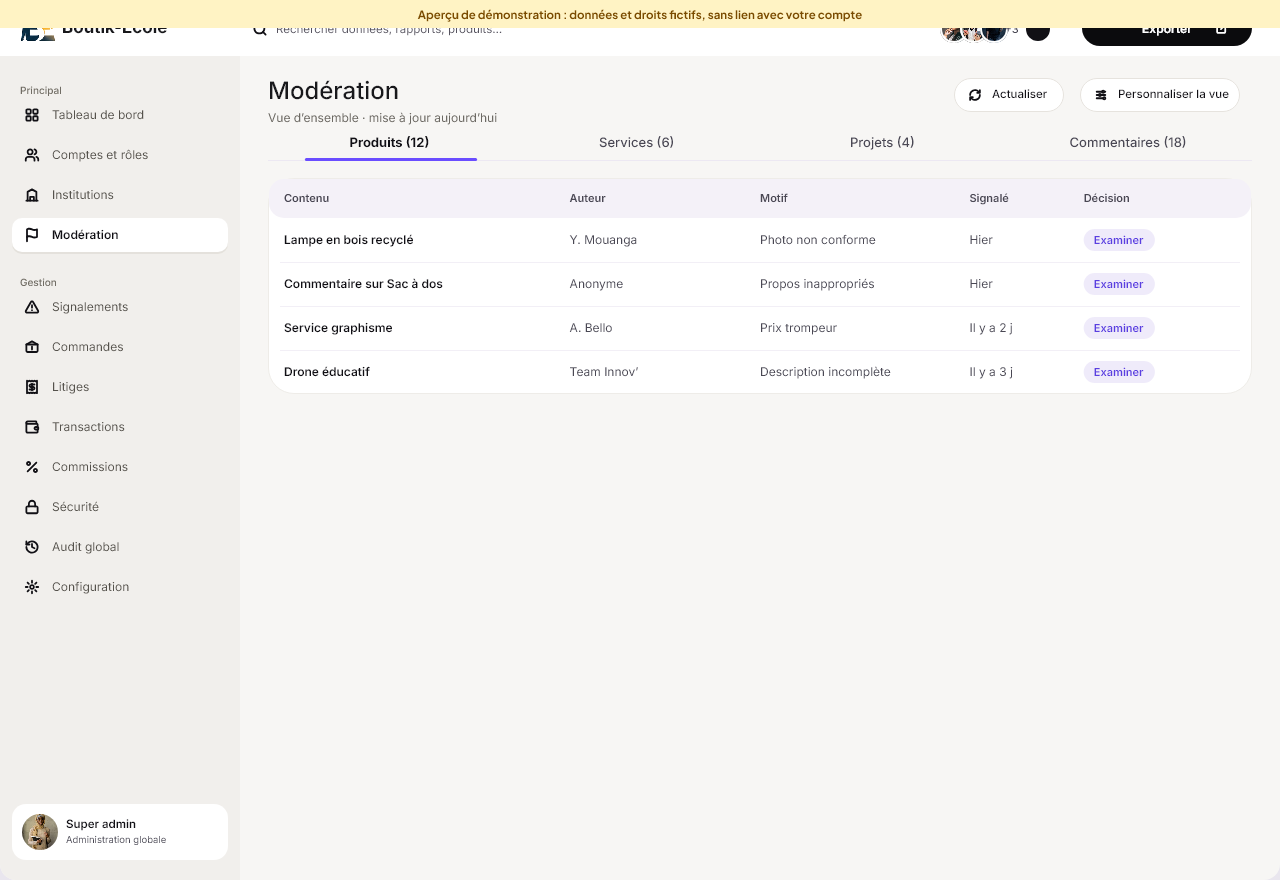 Aperçu de démonstration : données et droits fictifs, sans lien avec votre compte
Boutik-Ecole
Rechercher données, rapports, produits...
+3
Exporter
Principal
Tableau de bord
Comptes et rôles
Institutions
Modération
Gestion
Signalements
Commandes
Litiges
Transactions
Commissions
Sécurité
Audit global
Configuration
Super admin
Administration globale
Modération
Vue d’ensemble · mise à jour aujourd’hui
Actualiser
Personnaliser la vue
Produits (12)
Services (6)
Projets (4)
Commentaires (18)
Contenu Auteur Motif Signalé Décision
Lampe en bois recyclé Y. Mouanga Photo non conforme Hier Examiner
Commentaire sur Sac à dos Anonyme Propos inappropriés Hier Examiner
Service graphisme A. Bello Prix trompeur Il y a 2 j Examiner
Drone éducatif Team Innov’ Description incomplète Il y a 3 j Examiner